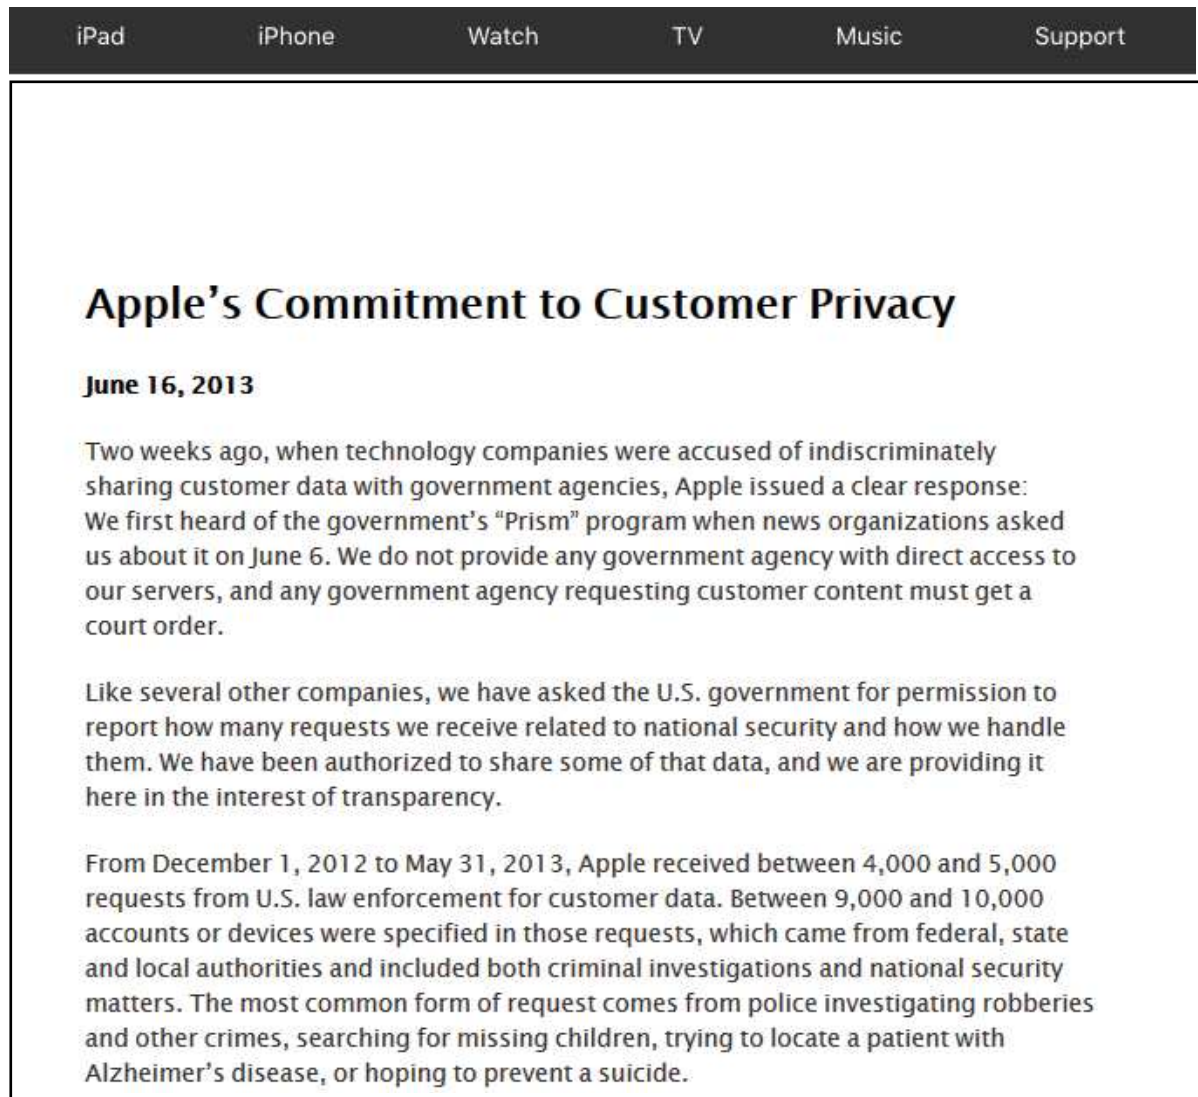 iPad iPhone Watch TV Music Support
Apple’s Commitment to Customer Privacy
June 16, 2013
Two weeks ago, when technology companies were accused of indiscriminately
sharing customer data with government agencies, Apple issued a clear response:
We first heard of the government’s “Prism” program when news organizations asked
us about it on June 6. We do not provide any government agency with direct access to
our servers, and any government agency requesting customer content must get a
court order.
Like several other companies, we have asked the U.S. government for permission to
report how many requests we receive related to national security and how we handle
them. We have been authorized to share some of that data, and we are providing it
here in the interest of transparency.
From December 1, 2012 to May 31, 2013, Apple received between 4,000 and 5,000
requests from U.S. law enforcement for customer data. Between 9,000 and 10,000
accounts or devices were specified in those requests, which came from federal, state
and local authorities and included both criminal investigations and national security
matters. The most common form of request comes from police investigating robberies
and other crimes, searching for missing children, trying to locate a patient with
Alzheimer’s disease, or hoping to prevent a suicide.